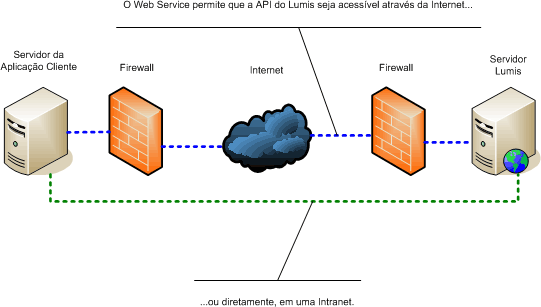 O Web Service permite que a API do Lumis seja acessível através da Internet...
Servidor da
Aplicação Cliente
Firewall
Internet
Firewall
Servidor
Lumis
...ou diretamente, em uma Intranet.